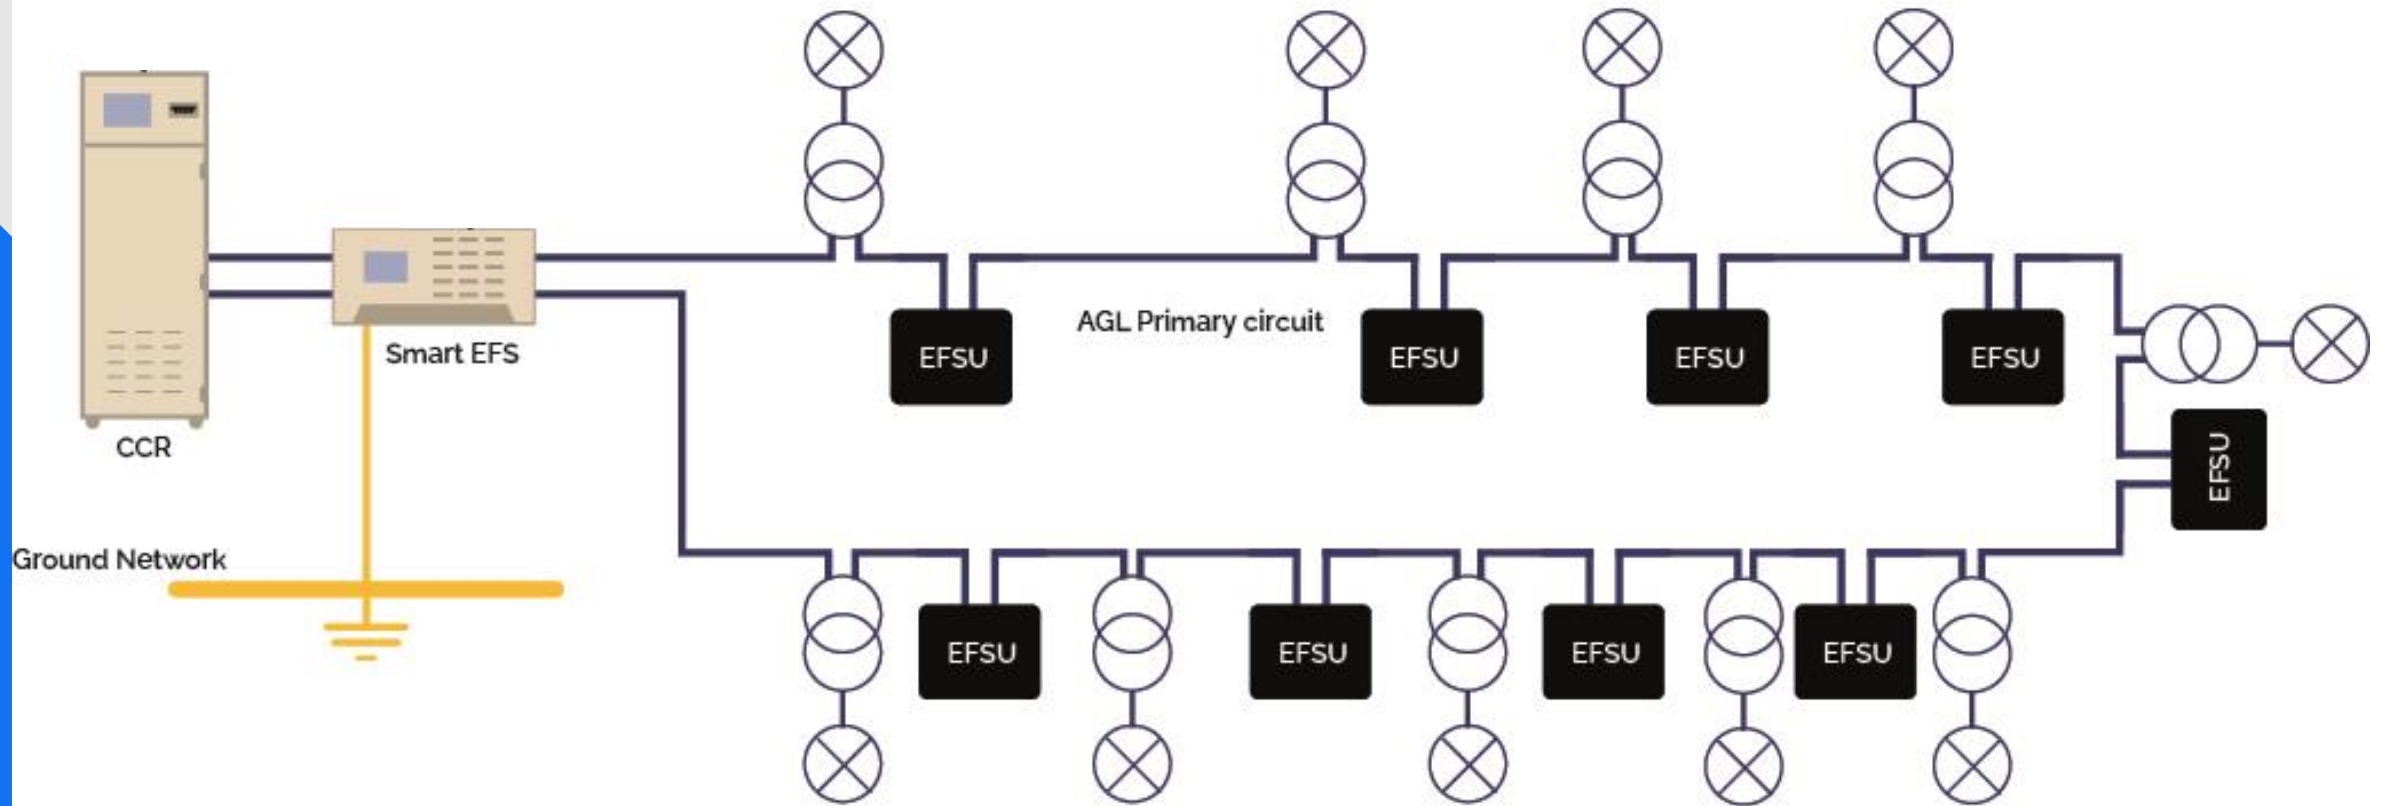 AGL Primary circuit
EFSU
EFSU
EFSU
EFSU
Smart EFS
CCR
EFSU
Ground Network
EFSU
EFSU
EFSU
EFSU